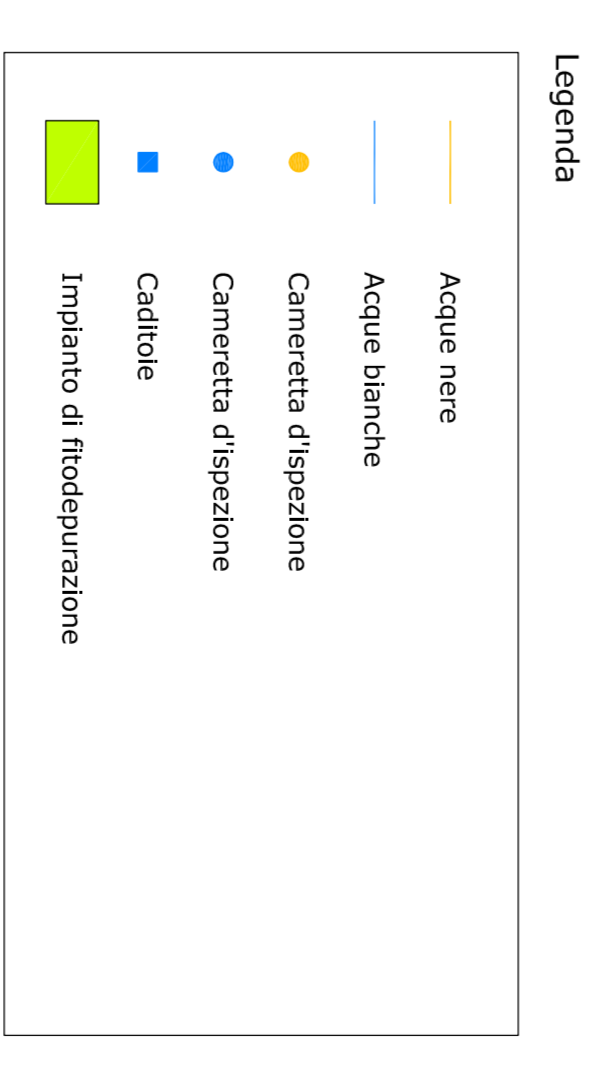 Legenda
Acque nere
Acque bianche
Cameretta d'ispezione
Cameretta d'ispezione
Caditoie
Impianto di fitodepurazione